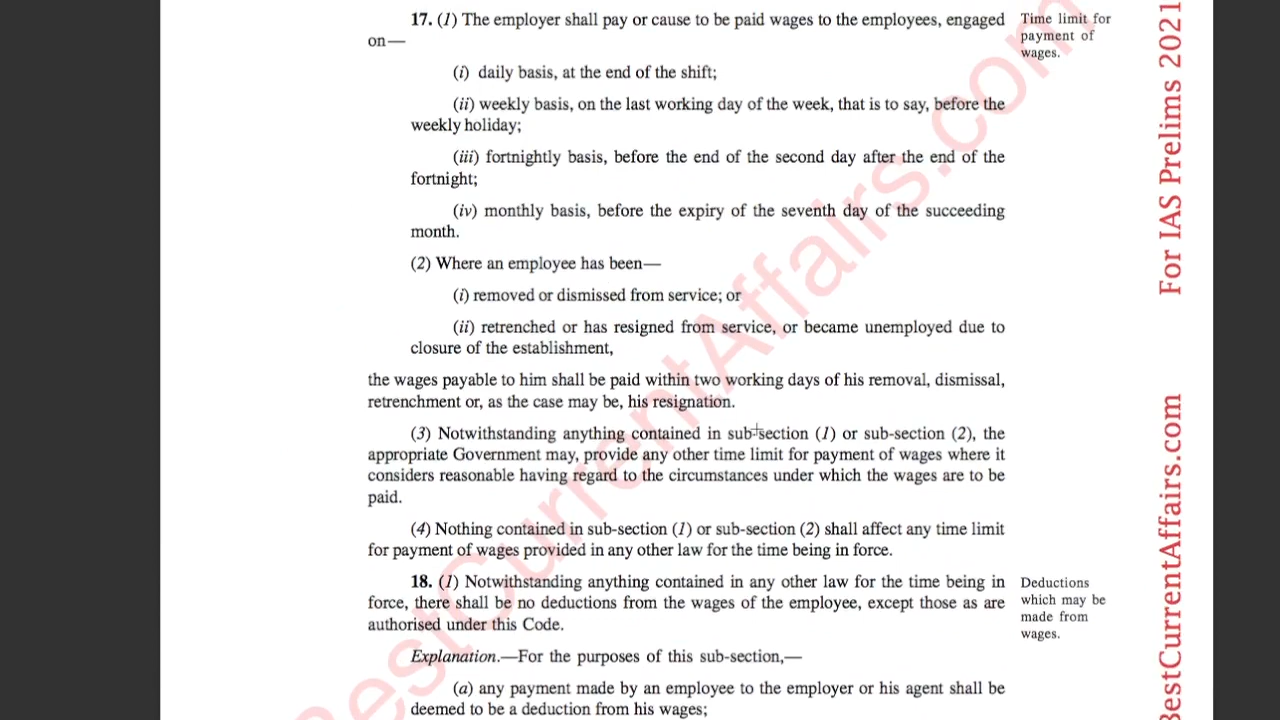 17. (1) The employer shall pay or cause to be paid wages to the employees, engaged
on—
Time limit for
payment of
wages.
(i) daily basis, at the end of the shift;
(ii) weekly basis, on the last working day of the week, that is to say, before the
weekly holiday;
(iii) fortnightly basis, before the end of the second day after the end of the
fortnight;
(iv) monthly basis, before the expiry of the seventh day of the succeeding
month.
(2) Where an employee has been—
(i) removed or dismissed from service; or
(ii) retrenched or has resigned from service, or became unemployed due to
closure of the establishment,
the wages payable to him shall be paid within two working days of his removal, dismissal,
retrenchment or, as the case may be, his resignation.
(3) Notwithstanding anything contained in sub-section (1) or sub-section (2), the
appropriate Government may, provide any other time limit for payment of wages where it
considers reasonable having regard to the circumstances under which the wages are to be
paid.
(4) Nothing contained in sub-section (1) or sub-section (2) shall affect any time limit
for payment of wages provided in any other law for the time being in force.
18. (1) Notwithstanding anything contained in any other law for the time being in
force, there shall be no deductions from the wages of the employee, except those as are
authorised under this Code.
Deductions
which may be
made from
wages.
Explanation.—For the purposes of this sub-section,—
(a) any payment made by an employee to the employer or his agent shall be
deemed to be a deduction from his wages;
BestCurrentAffairs.com
estCurrentAffairs.com For IAS Prelims 2021